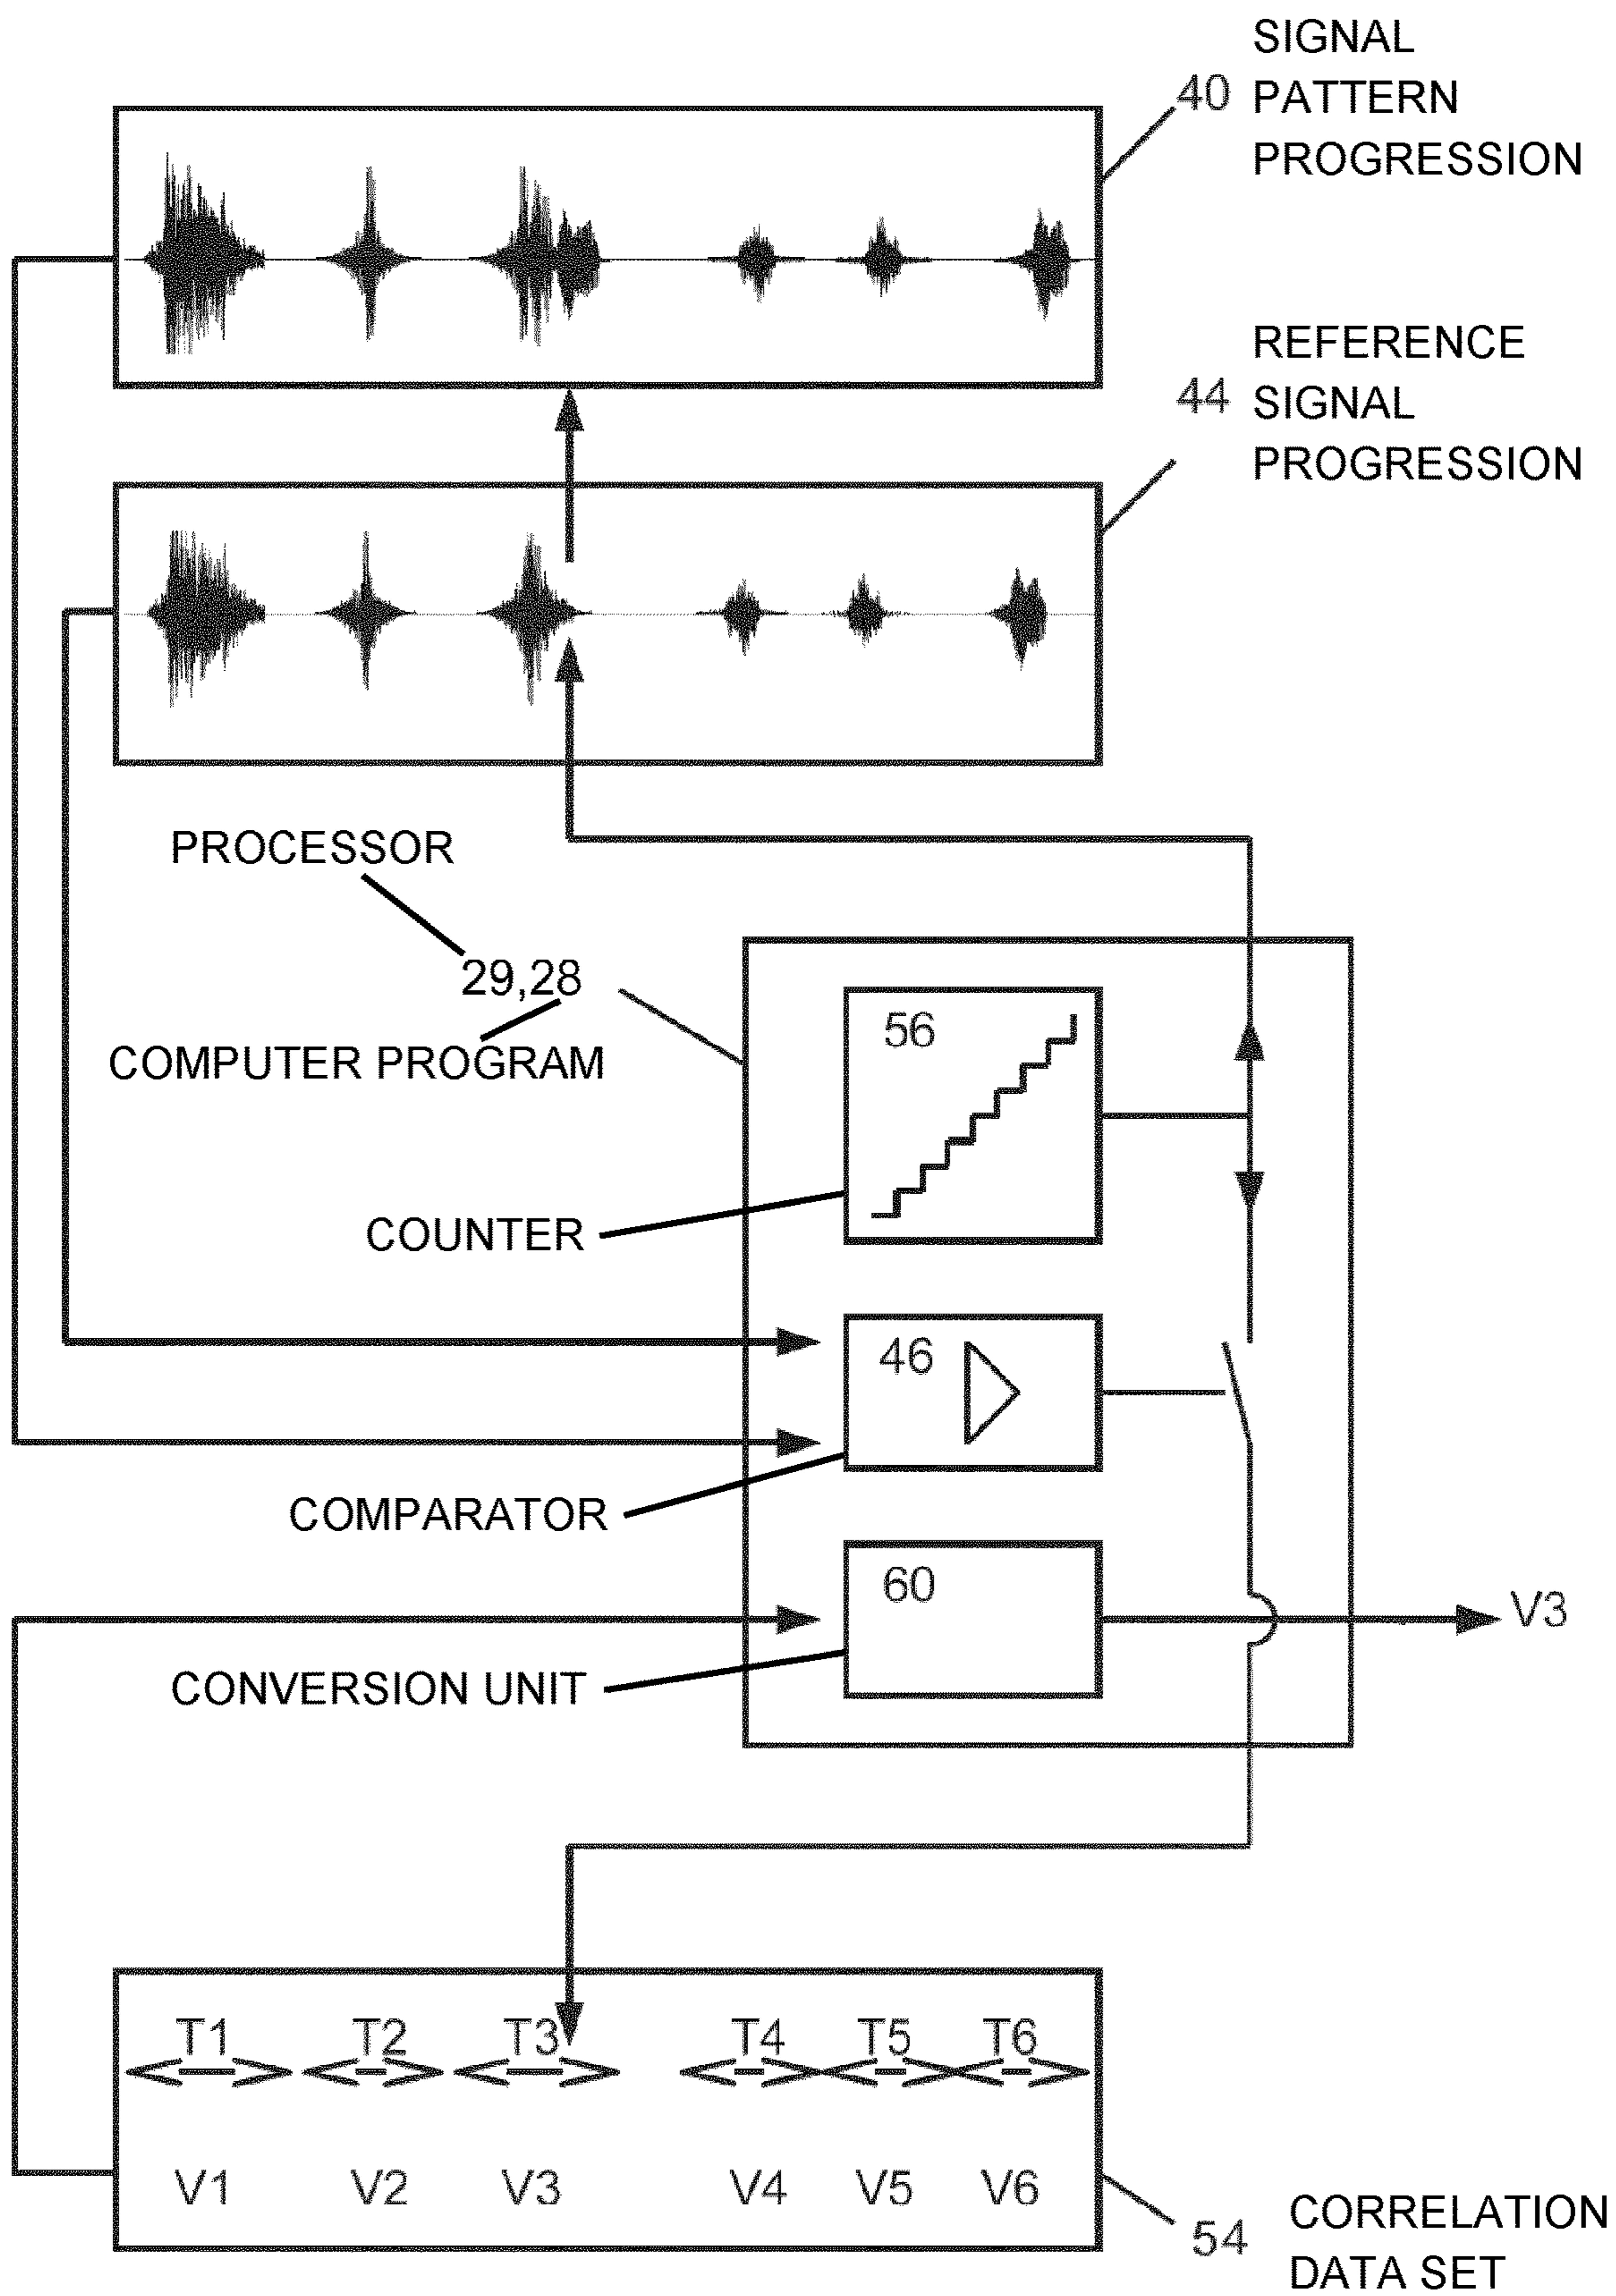 SIGNAL
40 PATTERN
PROGRESSION
REFERENCE
44 SIGNAL
PROGRESSION
PROCESSOR
29,28
COMPUTER PROGRAM
56
COUNTER
46
COMPARATOR
60
V3
CONVERSION UNIT
T1 T2 T3 T4 T5 T6
V1 V2 V3 V4 V5 V6
54 CORRELATION
DATA SET